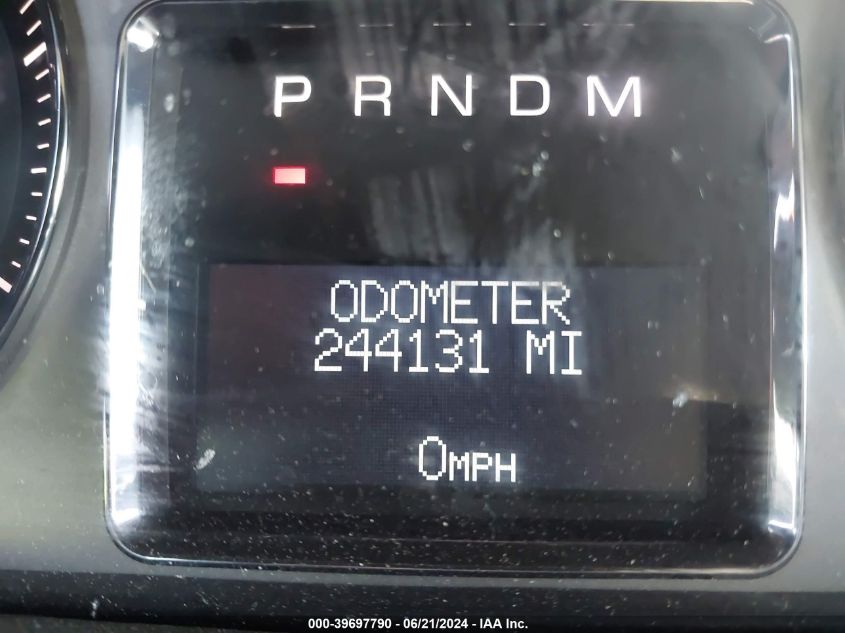 P R N D M
ODOMETER
244131 MI
0MPH
000-39697790 - 06/21/2024 - IAA Inc.